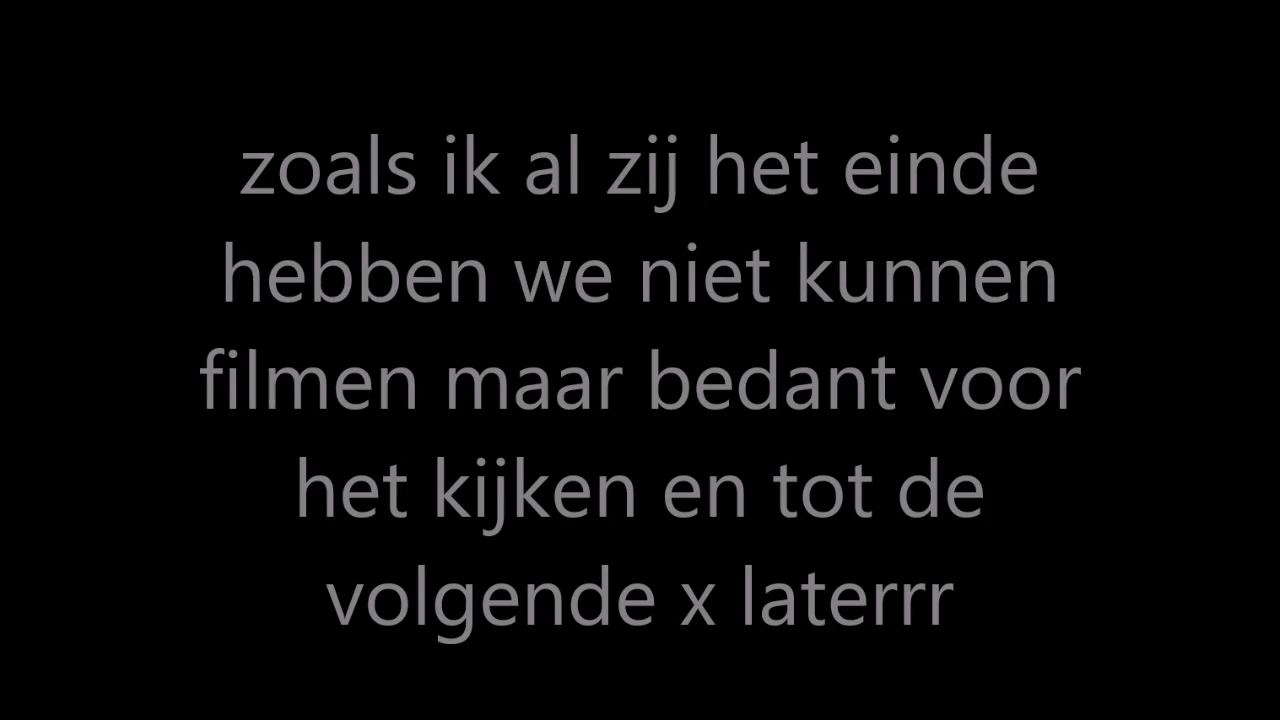 zoals ik al zij het einde
hebben we niet kunnen
filmen maar bedant voor
het kijken en tot de
volgende x laterrr